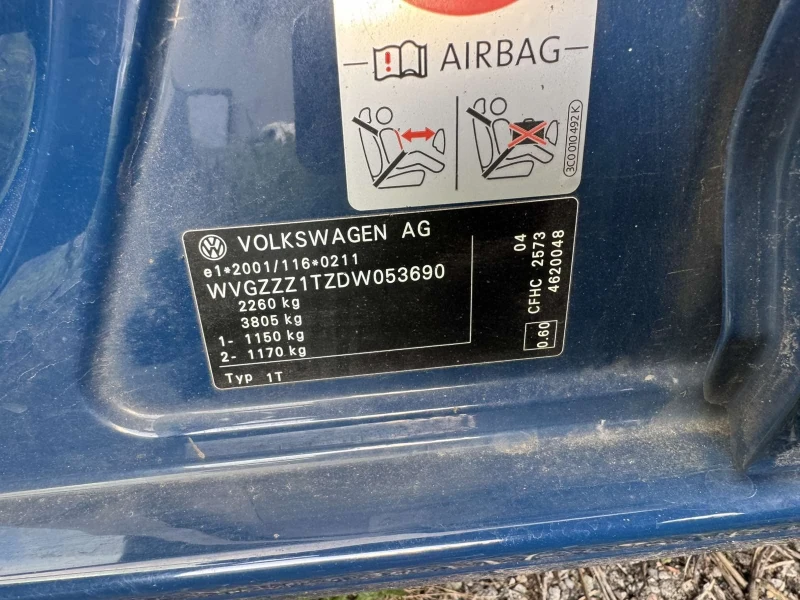 AIRBAG
3C0 010 492 K
VOLKSWAGEN AG
e1*2001/116*0211
WVGZZZ1TZDW053690
2260 kg
3805 kg
1- 1150 kg
2- 1170 kg
Typ 1T
04
CFHC 2573
4620048
0.60